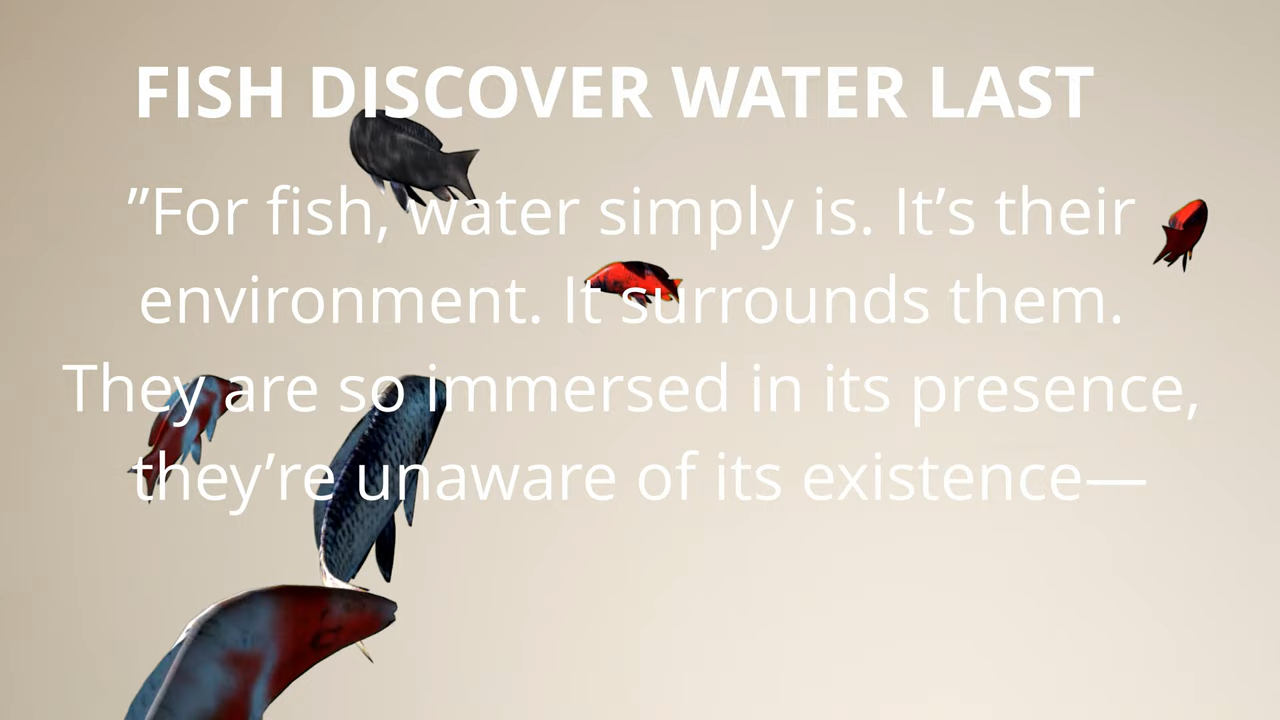 FISH DISCOVER WATER LAST
”For fish, water simply is. It’s their
environment. It surrounds them.
They are so immersed in its presence,
they’re unaware of its existence—